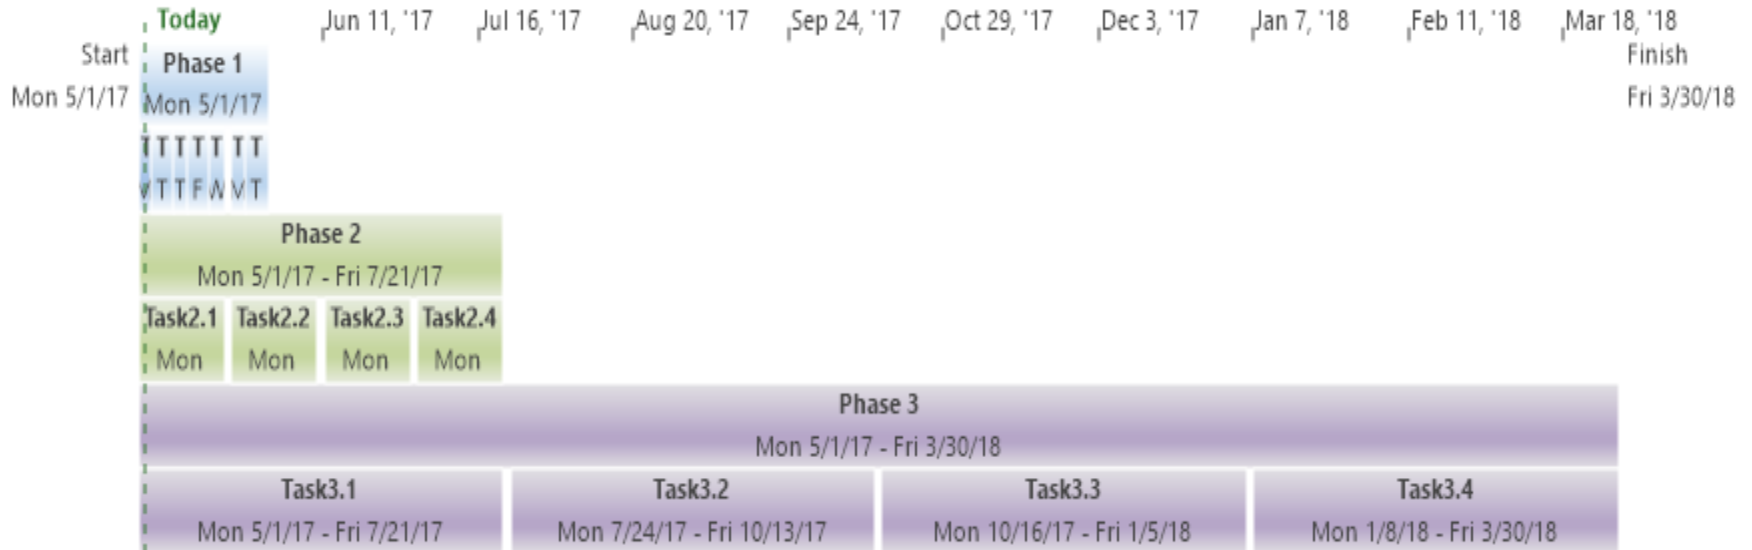 Today Jun 11, '17 Jul 16, '17 Aug 20, '17 Sep 24, '17 Oct 29, '17 Dec 3, '17 Jan 7, '18 Feb 11, '18 Mar 18, '18
Start Phase 1 Finish
Mon 5/1/17 Mon 5/1/17 Fri 3/30/18
T T T T T T T
T T F T
Phase 2
Mon 5/1/17 - Fri 7/21/17
Task2.1 Task2.2 Task2.3 Task2.4
Mon Mon Mon Mon
Phase 3
Mon 5/1/17 - Fri 3/30/18
Task3.1 Task3.2 Task3.3 Task3.4
Mon 5/1/17 - Fri 7/21/17 Mon 7/24/17 - Fri 10/13/17 Mon 10/16/17 - Fri 1/5/18 Mon 1/8/18 - Fri 3/30/18